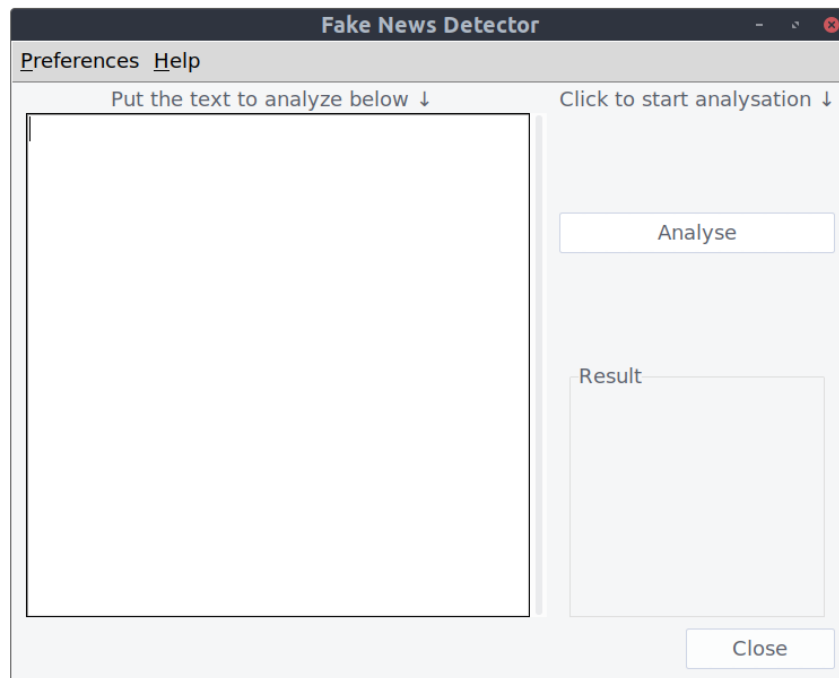 Fake News Detector
Preferences Help
Put the text to analyze below ↓
Click to start analysation ↓
Analyse
Result
Close